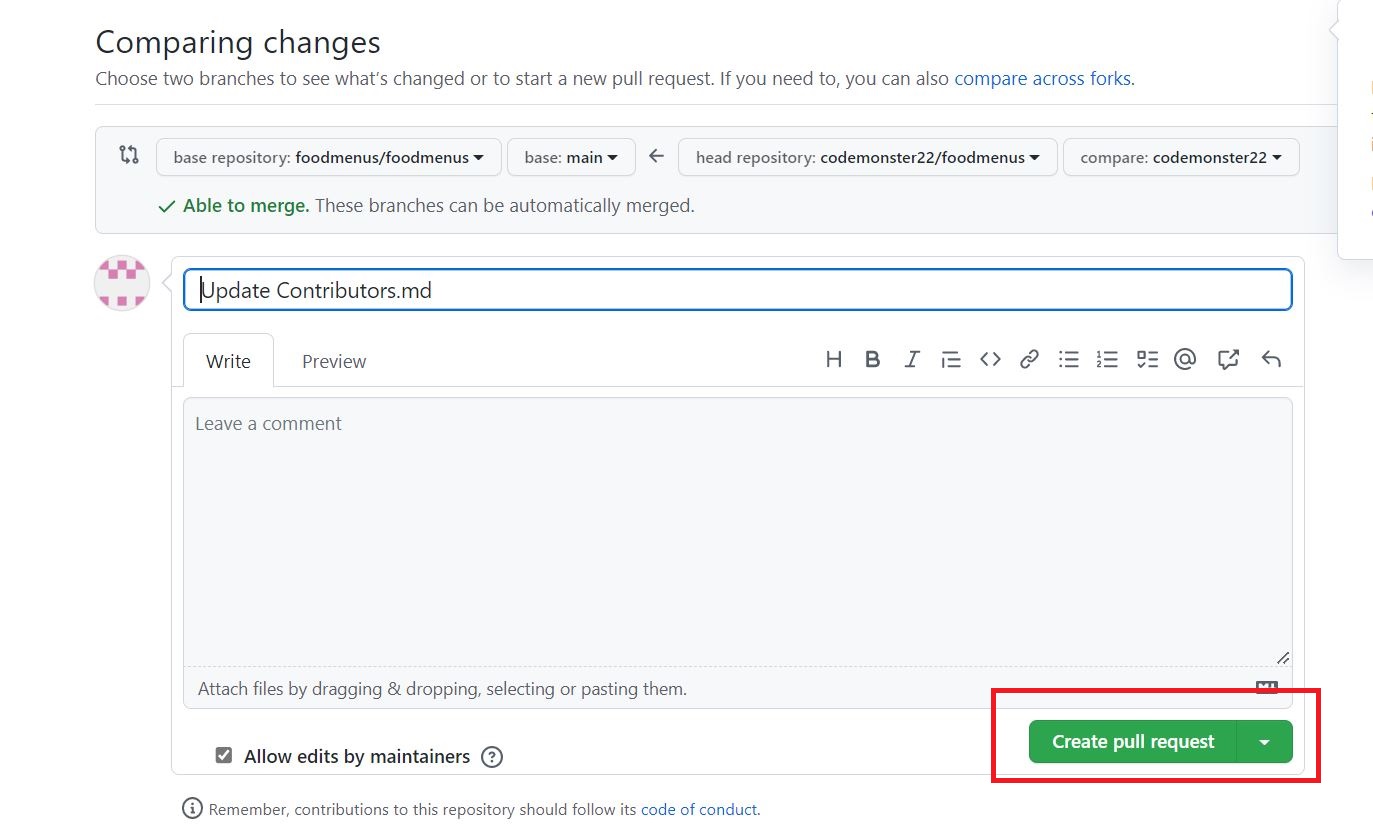 Comparing changes
Choose two branches to see what's changed or to start a new pull request. If you need to, you can also compare across forks.
base repository: foodmenus/foodmenus base: main head repository: codemonster22/foodmenus compare: codemonster22
Able to merge. These branches can be automatically merged.
Update Contributors.md
Write Preview
Leave a comment
Attach files by dragging & dropping, selecting or pasting them.
Create pull request
Allow edits by maintainers
Remember, contributions to this repository should follow its code of conduct.